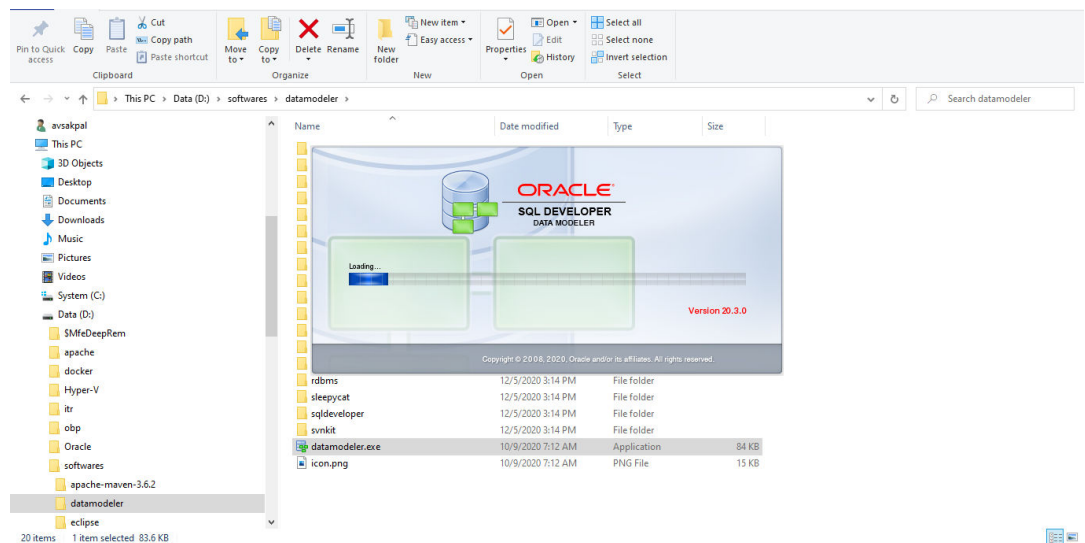 Pin to Quick access
Copy
Paste
Cut
Copy path
Paste shortcut
Clipboard
Move to
Copy to
Delete
Rename
Organize
New folder
New item
Easy access
New
Properties
Open
Edit
History
Open
Select all
Select none
Invert selection
Select
This PC > Data (D:) > softwares > datamodeler >
Search datamodeler
avsakpal
This PC
3D Objects
Desktop
Documents
Downloads
Music
Pictures
Videos
System (C:)
Data (D:)
$MfeDeepRem
apache
docker
Hyper-V
itr
obp
Oracle
softwares
apache-maven-3.6.2
datamodeler
eclipse
Name Date modified Type Size
ORACLE
SQL DEVELOPER
DATA MODELER
Loading...
Version 20.3.0
Copyright © 2008, 2020, Oracle and/or its affiliates. All rights reserved.
rdbms 12/5/2020 3:14 PM File folder
sleepycat 12/5/2020 3:14 PM File folder
sqldeveloper 12/5/2020 3:14 PM File folder
svnkit 12/5/2020 3:14 PM File folder
datamodeler.exe 10/9/2020 7:12 AM Application 84 KB
icon.png 10/9/2020 7:12 AM PNG File 15 KB
20 items 1 item selected 83.6 KB